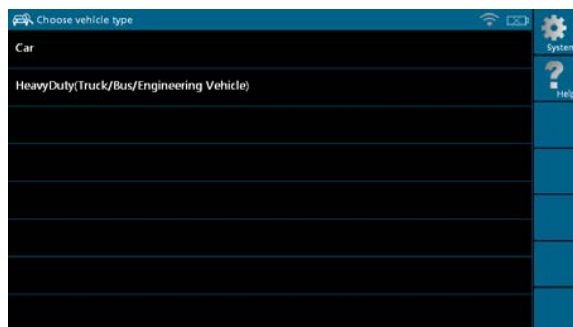 Choose vehicle type
Car
HeavyDuty(Truck/Bus/Engineering Vehicle)
System
Help